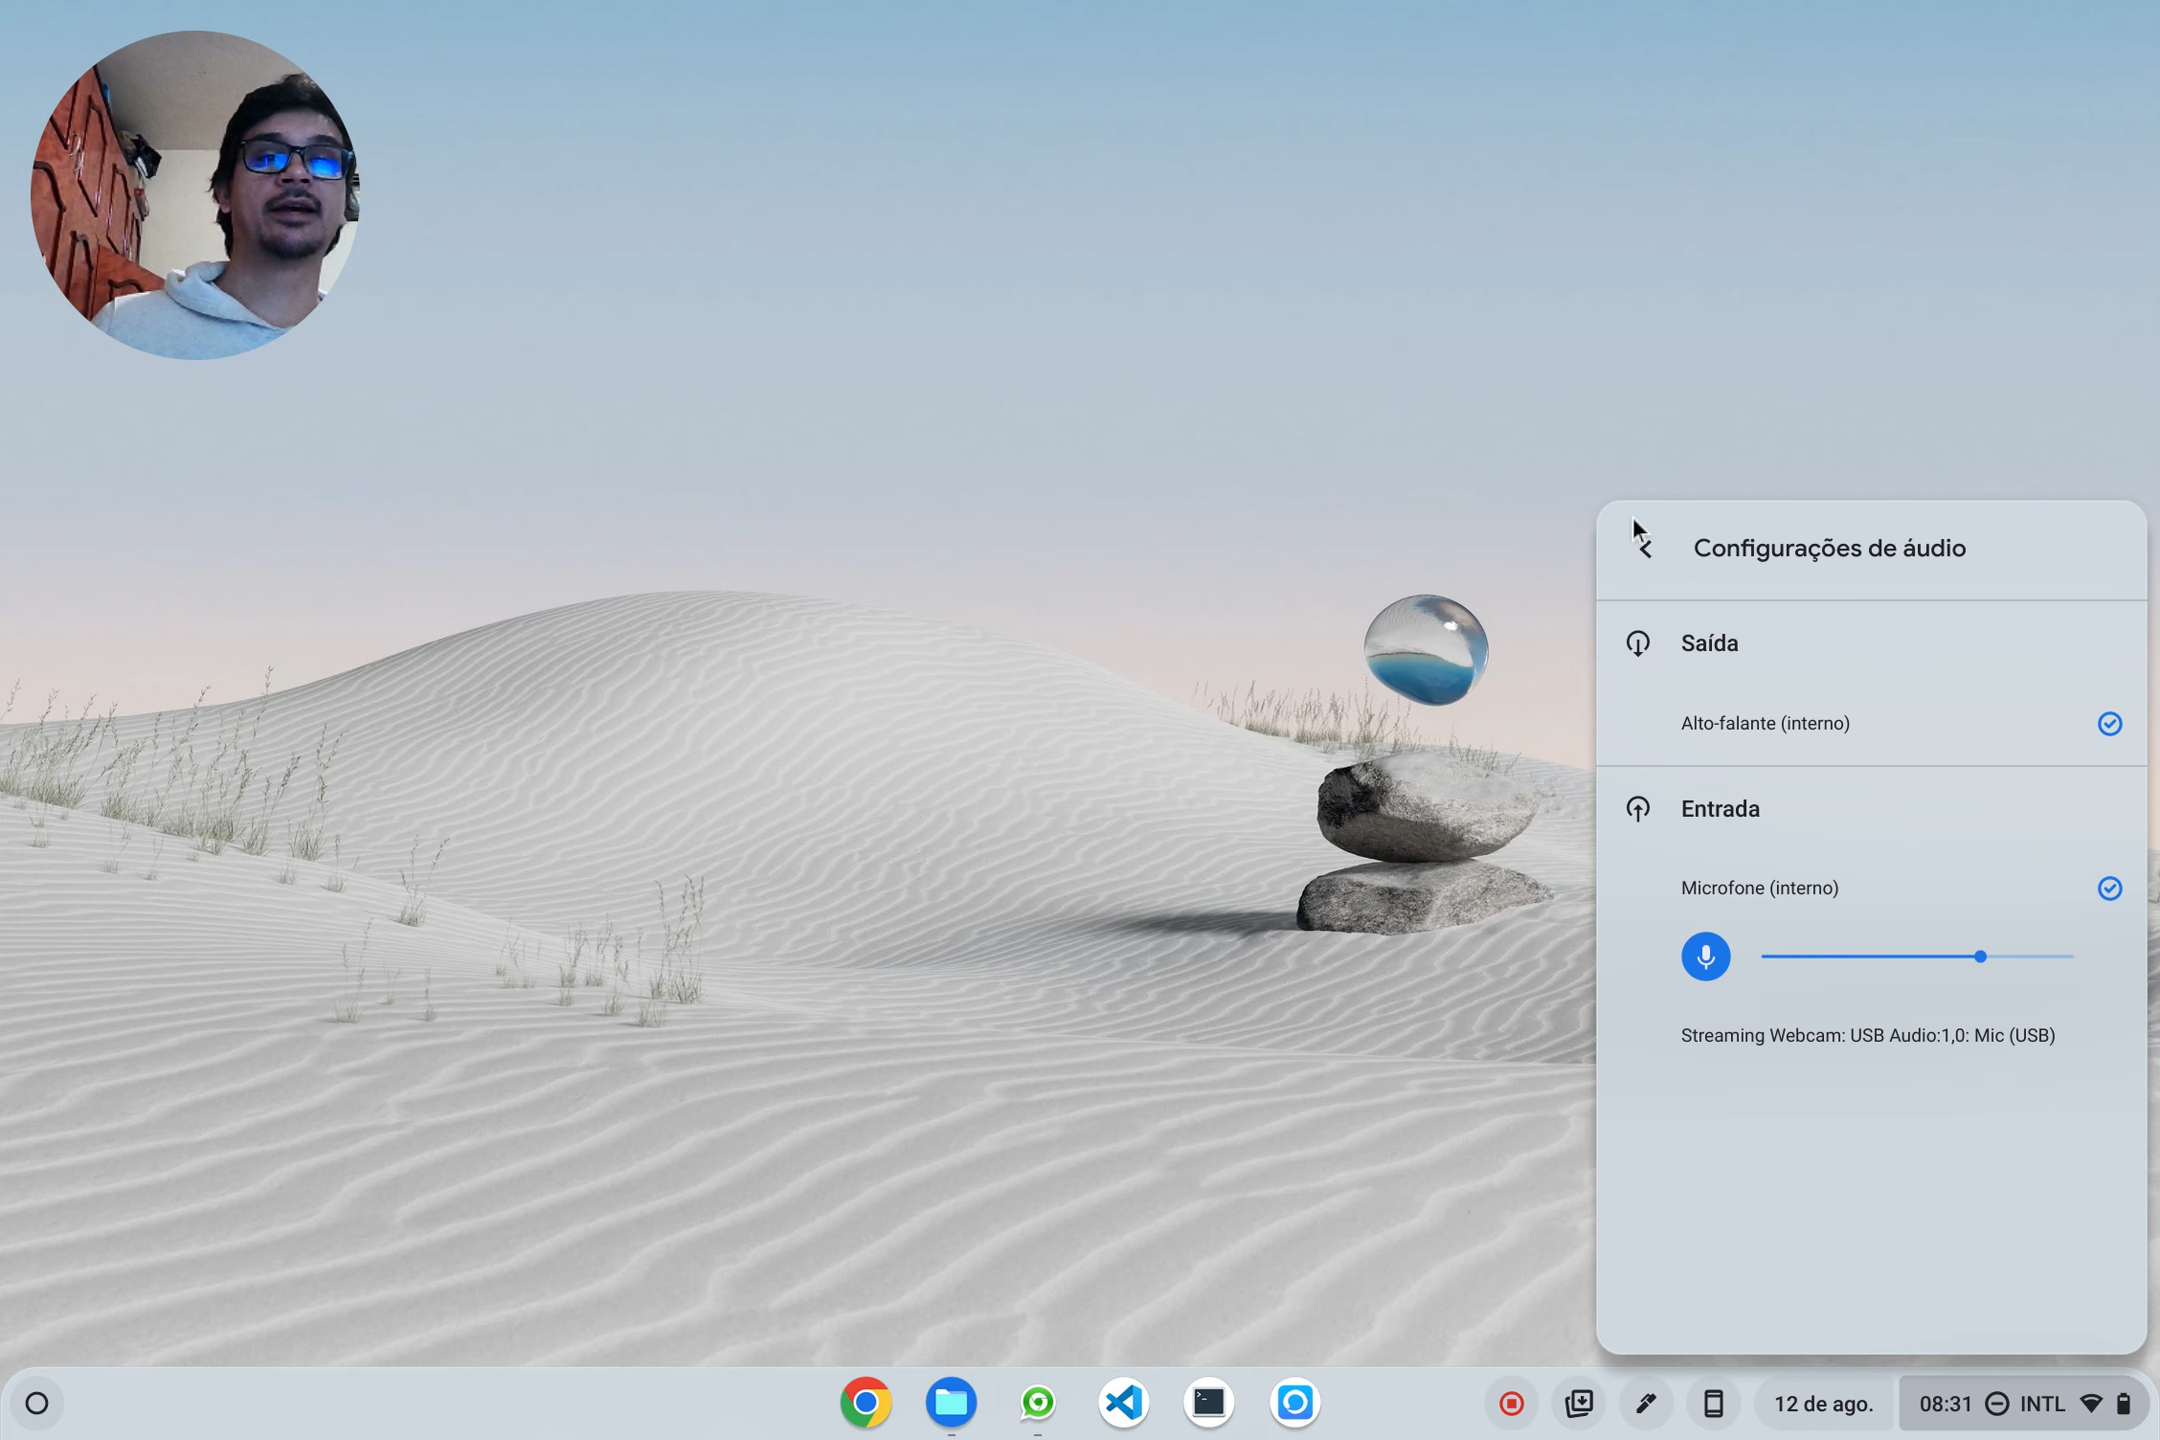 Configurações de áudio
Saída
Alto-falante (interno)
Entrada
Microfone (interno)
Streaming Webcam: USB Audio:1,0: Mic (USB)
12 de ago.
08:31 INTL